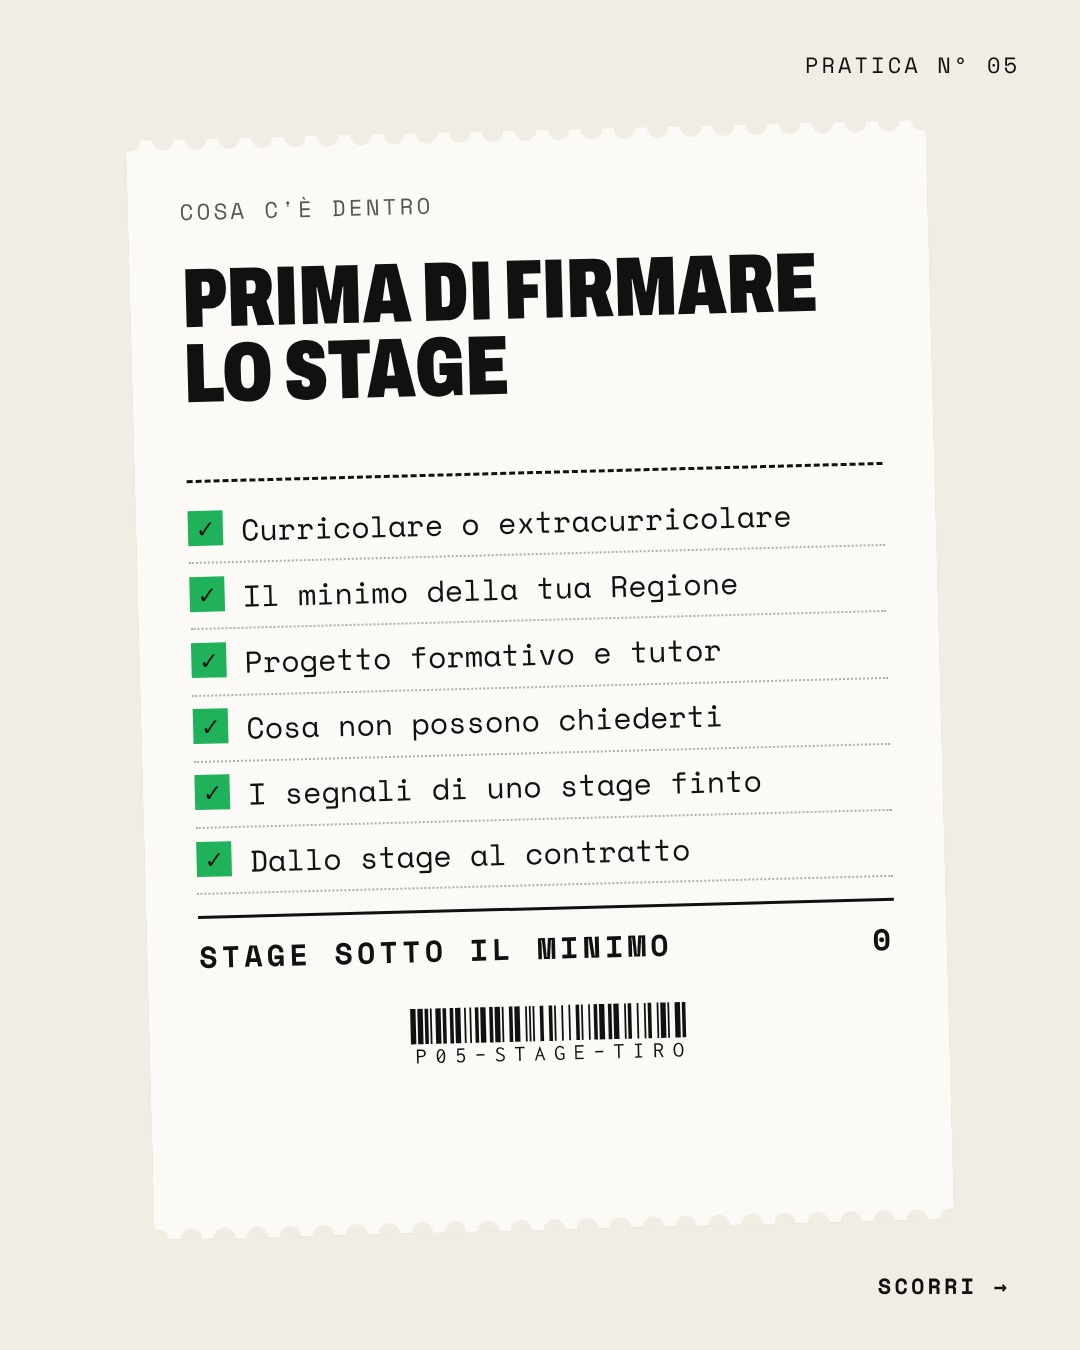 PRATICA Nº 05
COSA C'È DENTRO
PRIMA DI FIRMARE
LO STAGE
✓ Curricolare o extracurricolare
✓ Il minimo della tua Regione
✓ Progetto formativo e tutor
✓ Cosa non possono chiederti
✓ I segnali di uno stage finto
✓ Dallo stage al contratto
STAGE SOTTO IL MINIMO 0
P05-STAGE-TIRO
SCORRI →